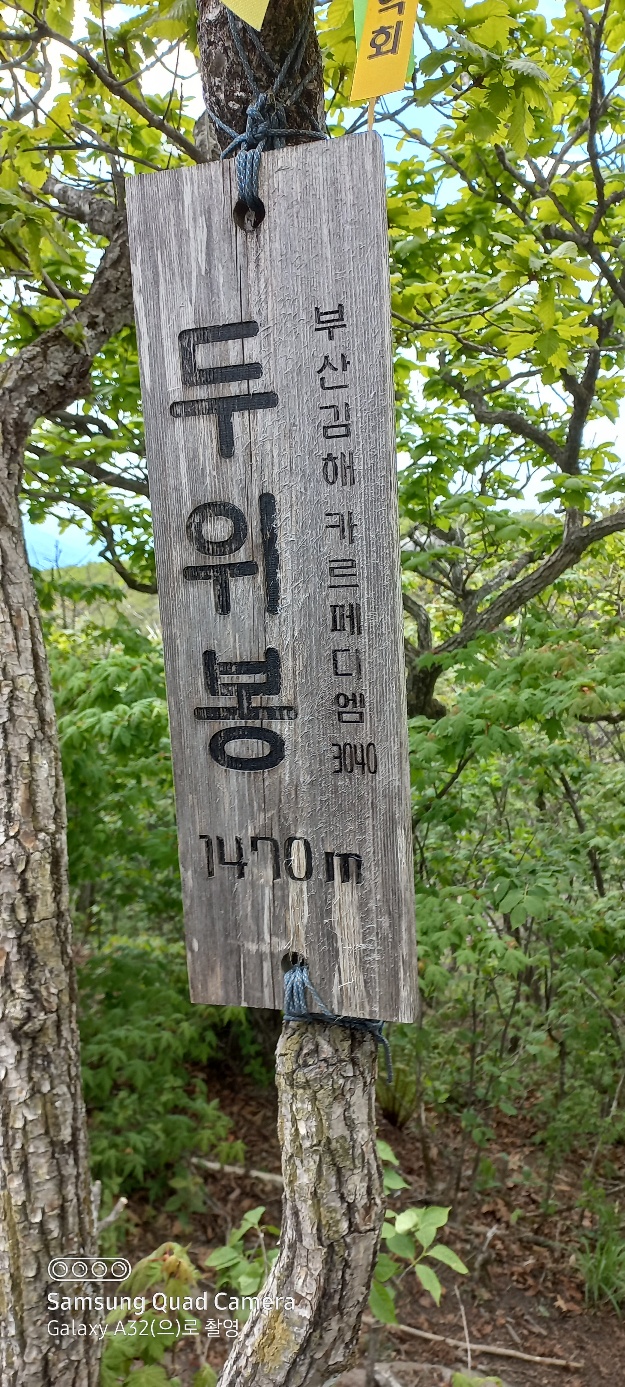 회
두위봉
부산김해 카르페디엠 3040
1470m
Samsung Quad Camera
Galaxy A32(으)로 촬영